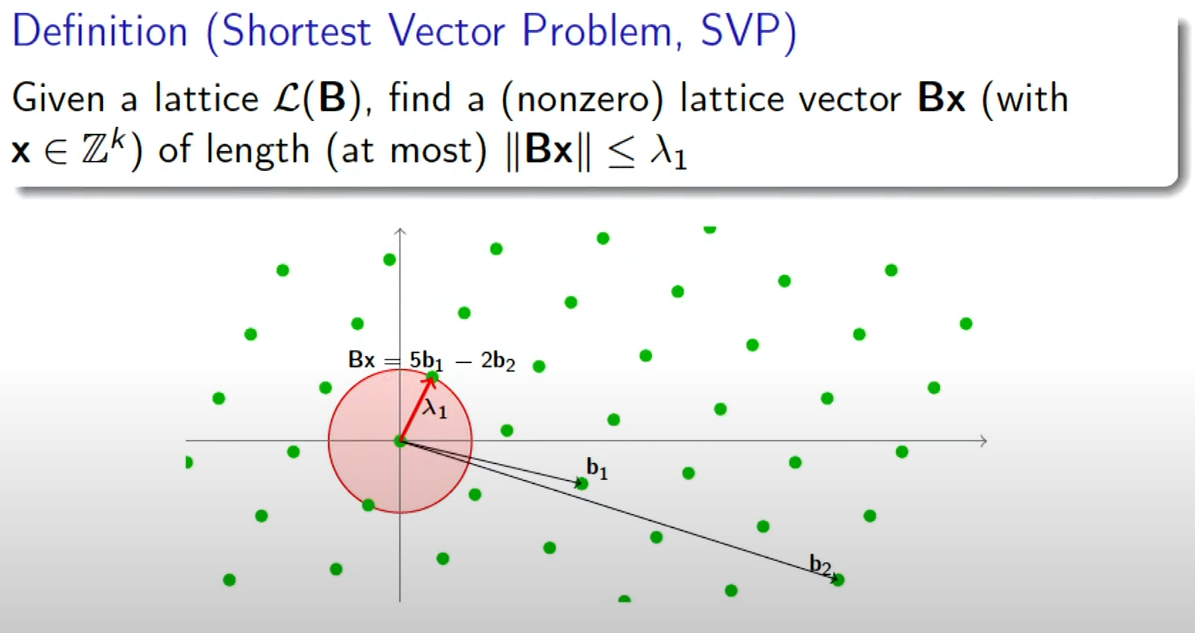 Definition (Shortest Vector Problem, SVP)
Given a lattice ℒ(𝐁), find a (nonzero) lattice vector 𝐁𝐱 (with
𝐱 ∈ ℤᵏ) of length (at most) ‖𝐁𝐱‖ ≤ λ₁
𝐁𝐱 = 5𝐛₁ − 2𝐛₂
λ₁
𝐛₁
𝐛₂